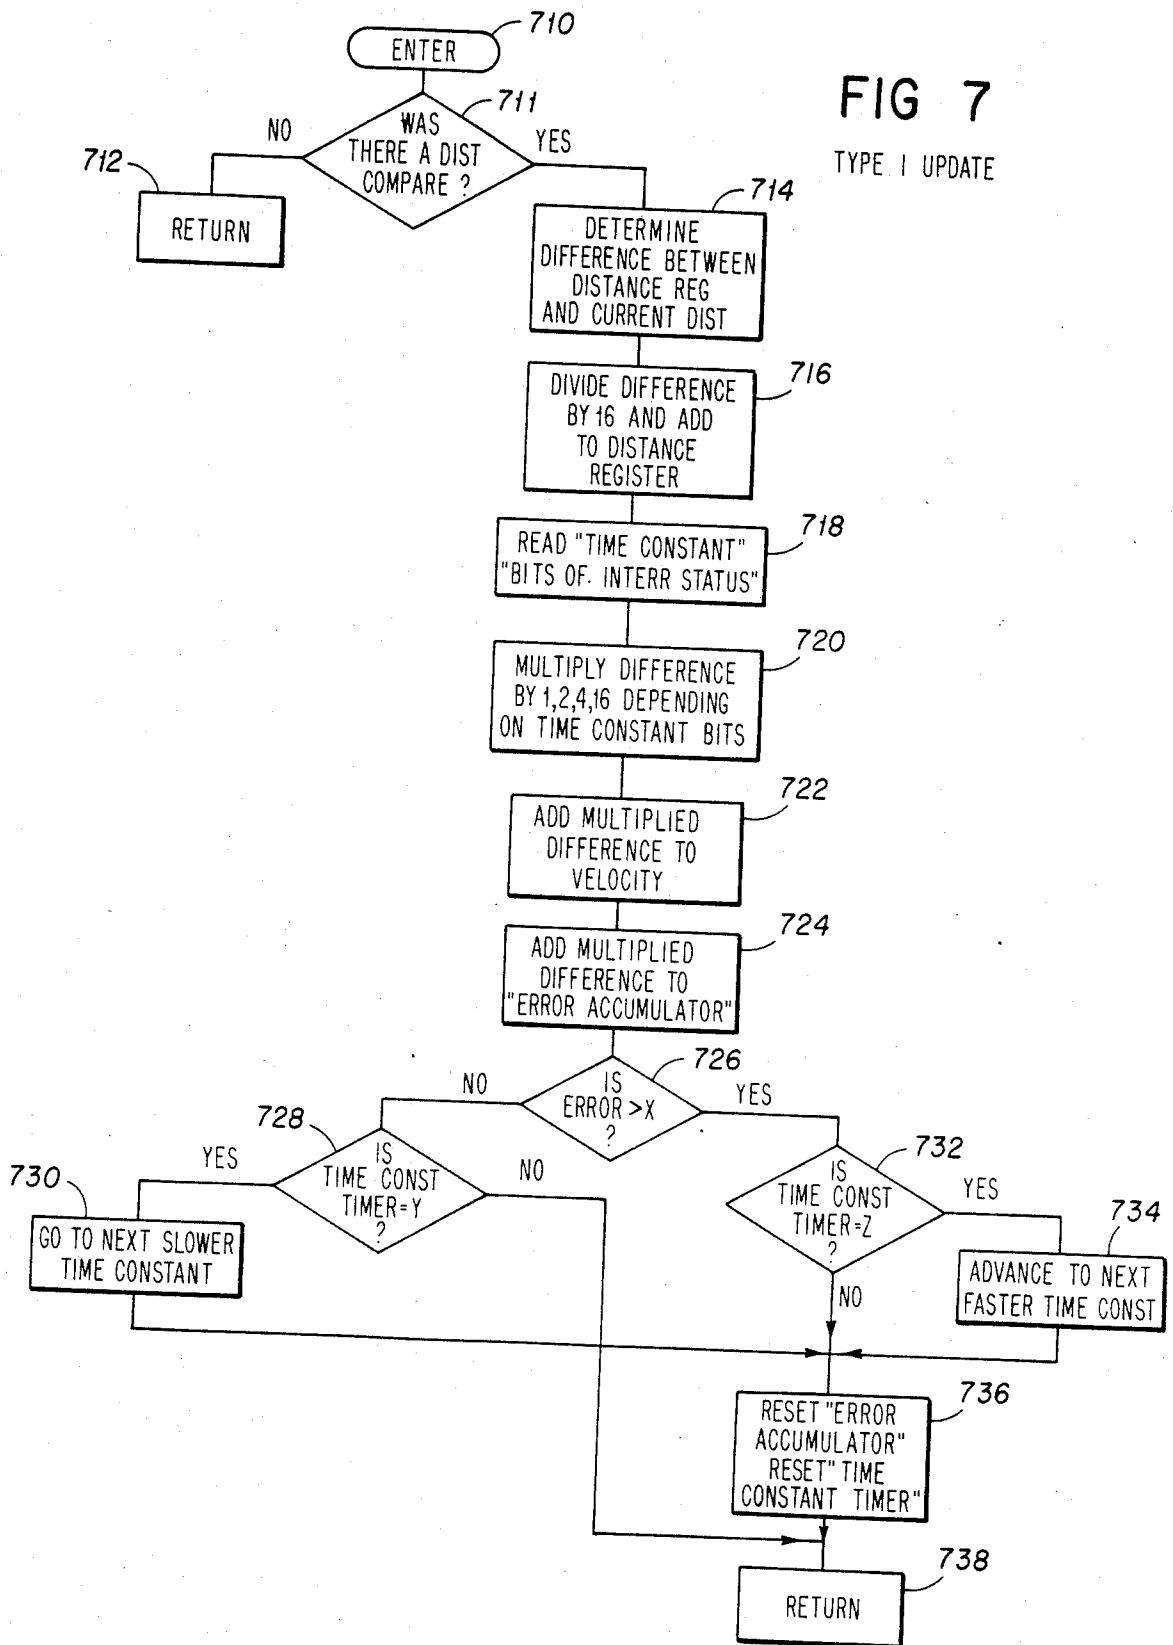 710
ENTER
FIG 7
TYPE I UPDATE
711
WAS
THERE A DIST
COMPARE ?
NO
YES
712
RETURN
714
DETERMINE
DIFFERENCE BETWEEN
DISTANCE REG
AND CURRENT DIST
716
DIVIDE DIFFERENCE
BY 16 AND ADD
TO DISTANCE
REGISTER
718
READ "TIME CONSTANT"
"BITS OF. INTERR STATUS"
720
MULTIPLY DIFFERENCE
BY 1,2,4,16 DEPENDING
ON TIME CONSTANT BITS
722
ADD MULTIPLIED
DIFFERENCE TO
VELOCITY
724
ADD MULTIPLIED
DIFFERENCE TO
"ERROR ACCUMULATOR"
726
IS
ERROR >X
?
NO
YES
728
IS
TIME CONST
TIMER=Y
?
YES
NO
730
GO TO NEXT SLOWER
TIME CONSTANT
732
IS
TIME CONST
TIMER=Z
?
YES
NO
734
ADVANCE TO NEXT
FASTER TIME CONST
736
RESET "ERROR
ACCUMULATOR"
RESET "TIME
CONSTANT TIMER"
738
RETURN